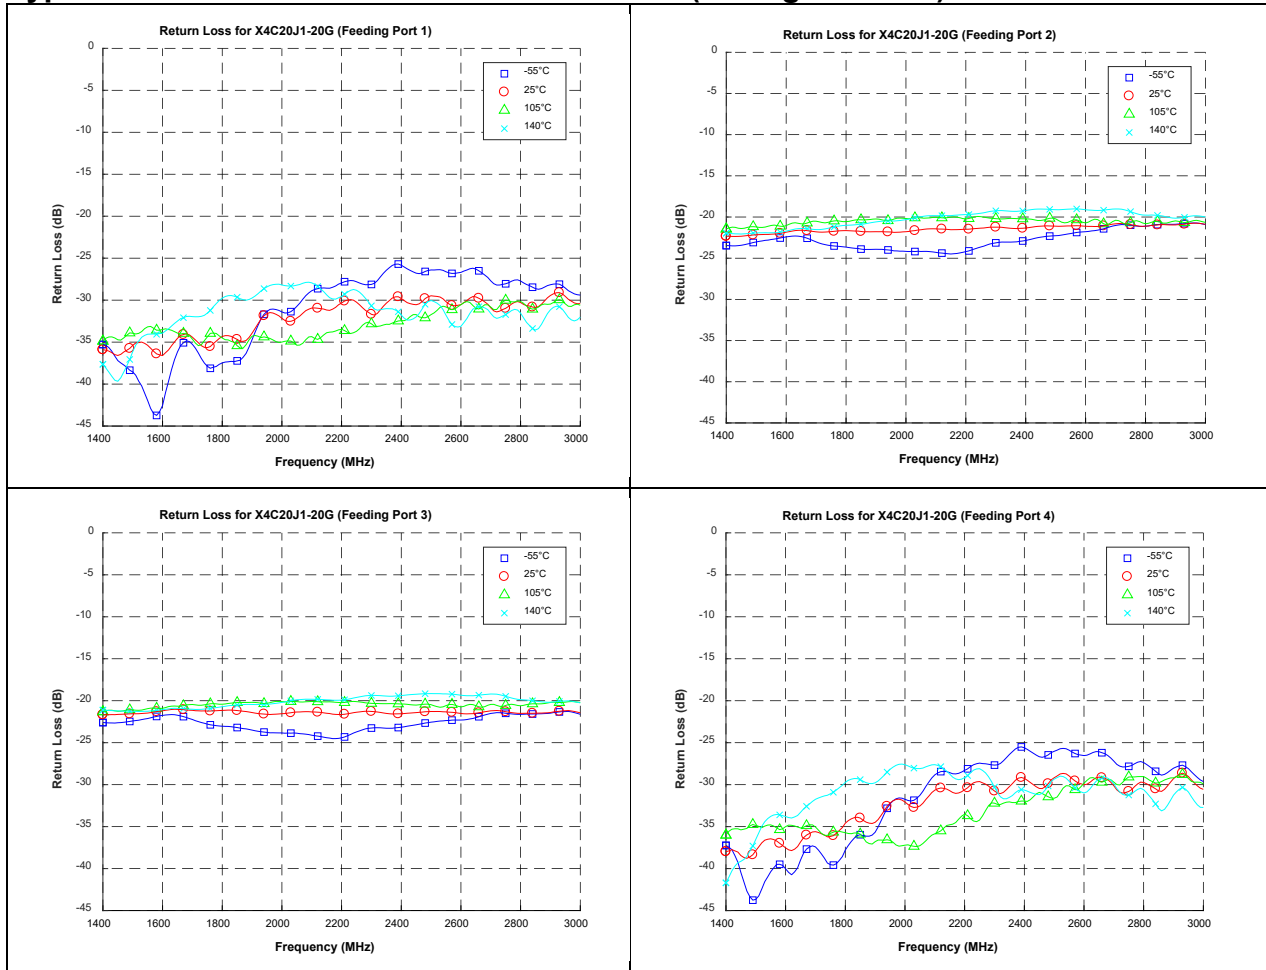 Return Loss for X4C20J1-20G (Feeding Port 1)
0
-5
-10
-15
-20
-25
-30
-35
-40
-45
Return Loss (dB)
-55°C
25°C
105°C
140°C
1400 1600 1800 2000 2200 2400 2600 2800 3000
Frequency (MHz)
Return Loss for X4C20J1-20G (Feeding Port 2)
0
-5
-10
-15
-20
-25
-30
-35
-40
-45
Return Loss (dB)
-55°C
25°C
105°C
140°C
1400 1600 1800 2000 2200 2400 2600 2800 3000
Frequency (MHz)
Return Loss for X4C20J1-20G (Feeding Port 3)
0
-5
-10
-15
-20
-25
-30
-35
-40
-45
Return Loss (dB)
-55°C
25°C
105°C
140°C
1400 1600 1800 2000 2200 2400 2600 2800 3000
Frequency (MHz)
Return Loss for X4C20J1-20G (Feeding Port 4)
0
-5
-10
-15
-20
-25
-30
-35
-40
-45
Return Loss (dB)
-55°C
25°C
105°C
140°C
1400 1600 1800 2000 2200 2400 2600 2800 3000
Frequency (MHz)